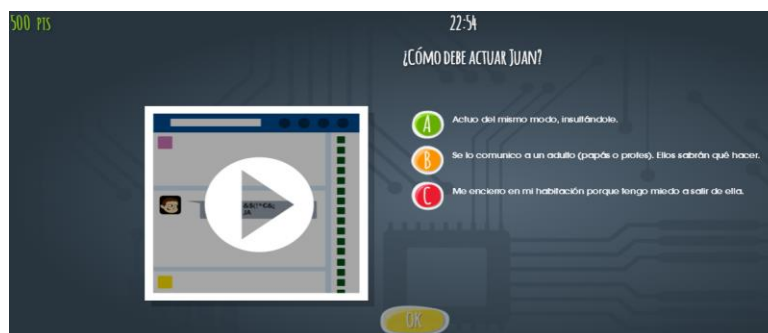 500 PTS
22:54
¿CÓMO DEBE ACTUAR JUAN?
A Actuo del mismo modo, insultándole.
B Se lo comunico a un adulto (papás o profes). Ellos sabrán qué hacer.
C Me encierro en mi habitación porque tengo miedo a salir de ella.
OK